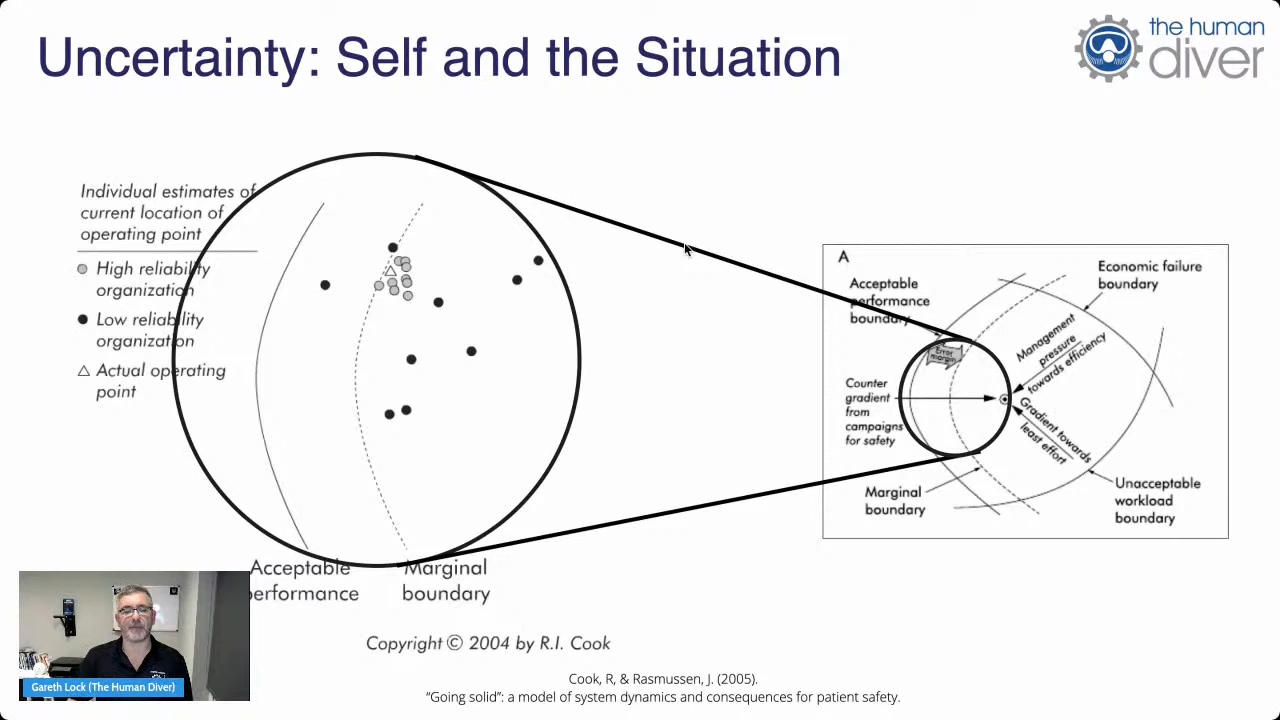 Uncertainty: Self and the Situation
the human
diver
Individual estimates of
current location of
operating point
High reliability
organization
Low reliability
organization
Actual operating
point
Acceptable
performance
Marginal
boundary
Copyright © 2004 by R.I. Cook
A
Acceptable
performance
boundary
Economic failure
boundary
Error
margin
Management
pressure
towards efficiency
Counter
gradient
from
campaigns
for safety
Gradient towards
least effort
Marginal
boundary
Unacceptable
workload
boundary
Gareth Lock (The Human Diver)
Cook, R, & Rasmussen, J. (2005).
“Going solid”: a model of system dynamics and consequences for patient safety.